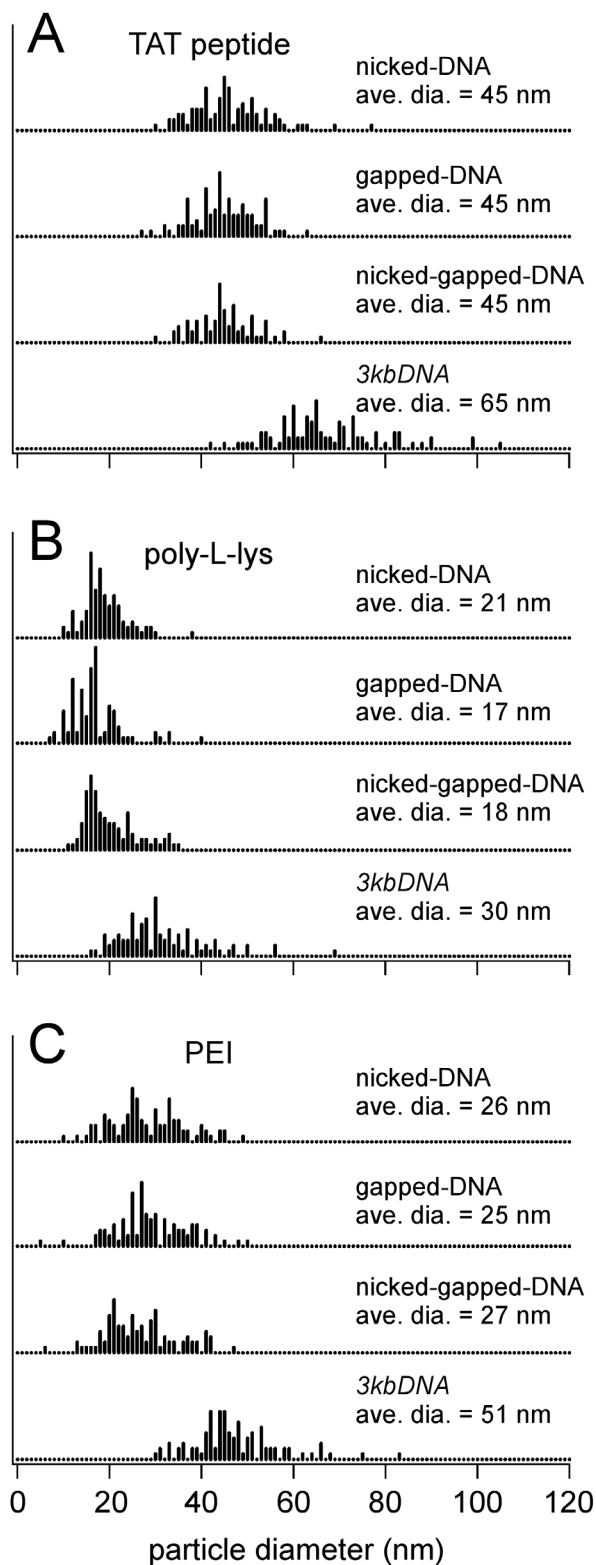 A
TAT peptide
nicked-DNA
ave. dia. = 45 nm
gapped-DNA
ave. dia. = 45 nm
nicked-gapped-DNA
ave. dia. = 45 nm
3kbDNA
ave. dia. = 65 nm
B
poly-L-lys
nicked-DNA
ave. dia. = 21 nm
gapped-DNA
ave. dia. = 17 nm
nicked-gapped-DNA
ave. dia. = 18 nm
3kbDNA
ave. dia. = 30 nm
C
PEI
nicked-DNA
ave. dia. = 26 nm
gapped-DNA
ave. dia. = 25 nm
nicked-gapped-DNA
ave. dia. = 27 nm
3kbDNA
ave. dia. = 51 nm
0 20 40 60 80 100 120
particle diameter (nm)